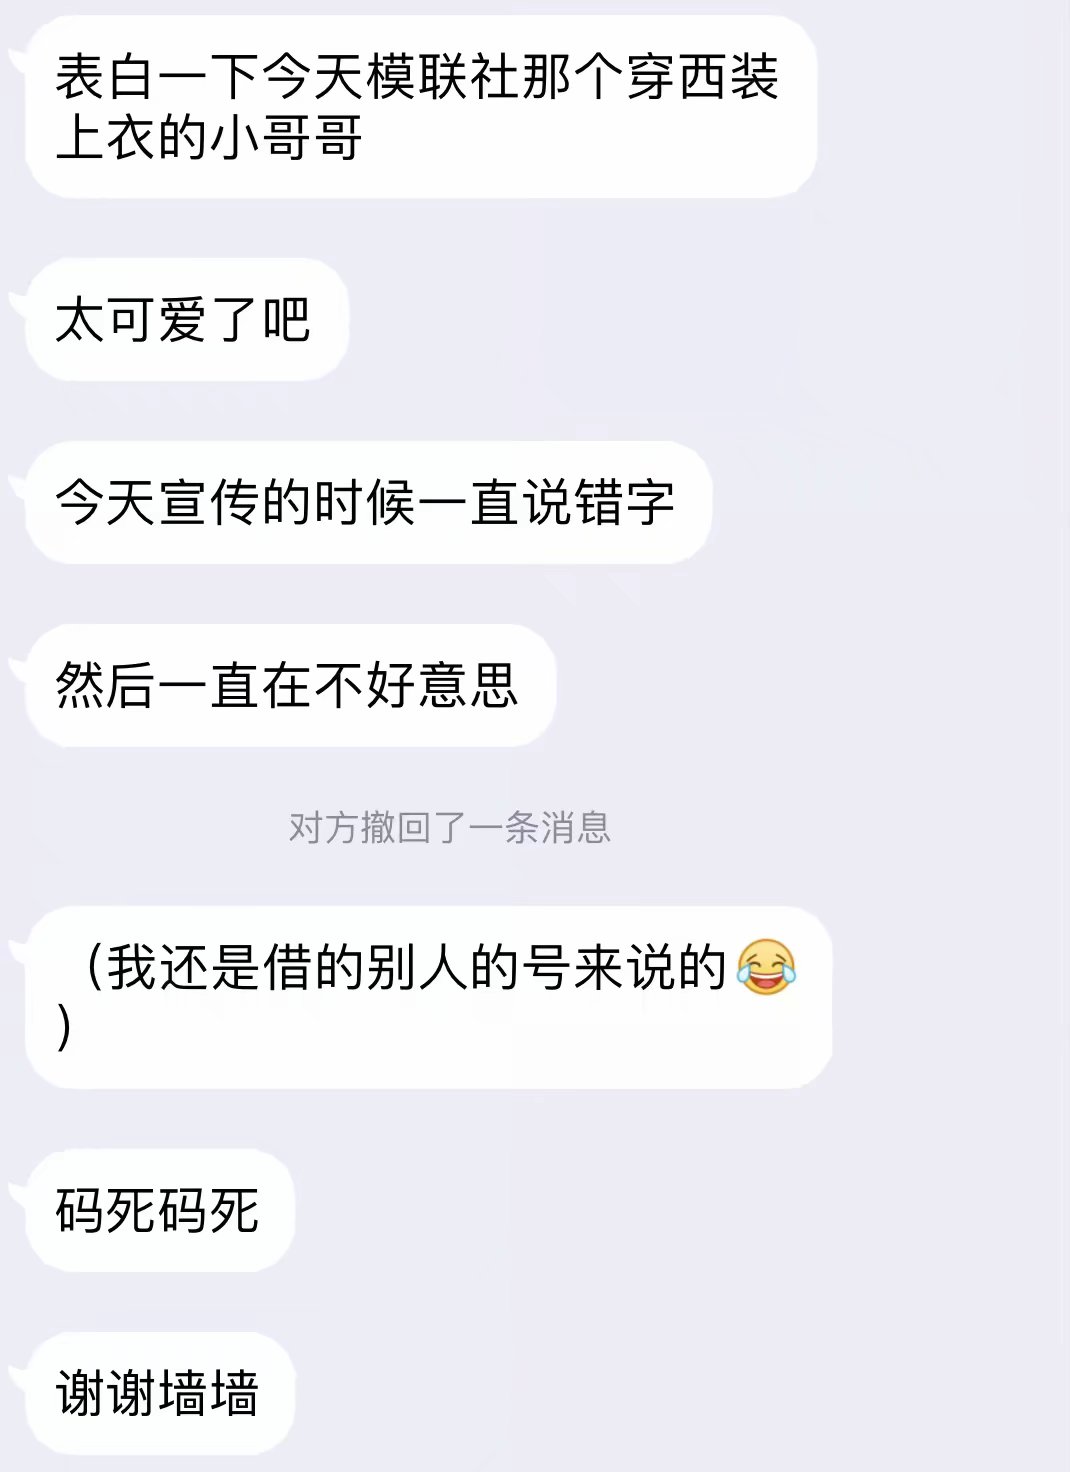 表白一下今天模联社那个穿西装
上衣的小哥哥
太可爱了吧
今天宣传的时候一直说错字
然后一直在不好意思
对方撤回了一条消息
（我还是借的别人的号来说的😂
）
码死码死
谢谢墙墙